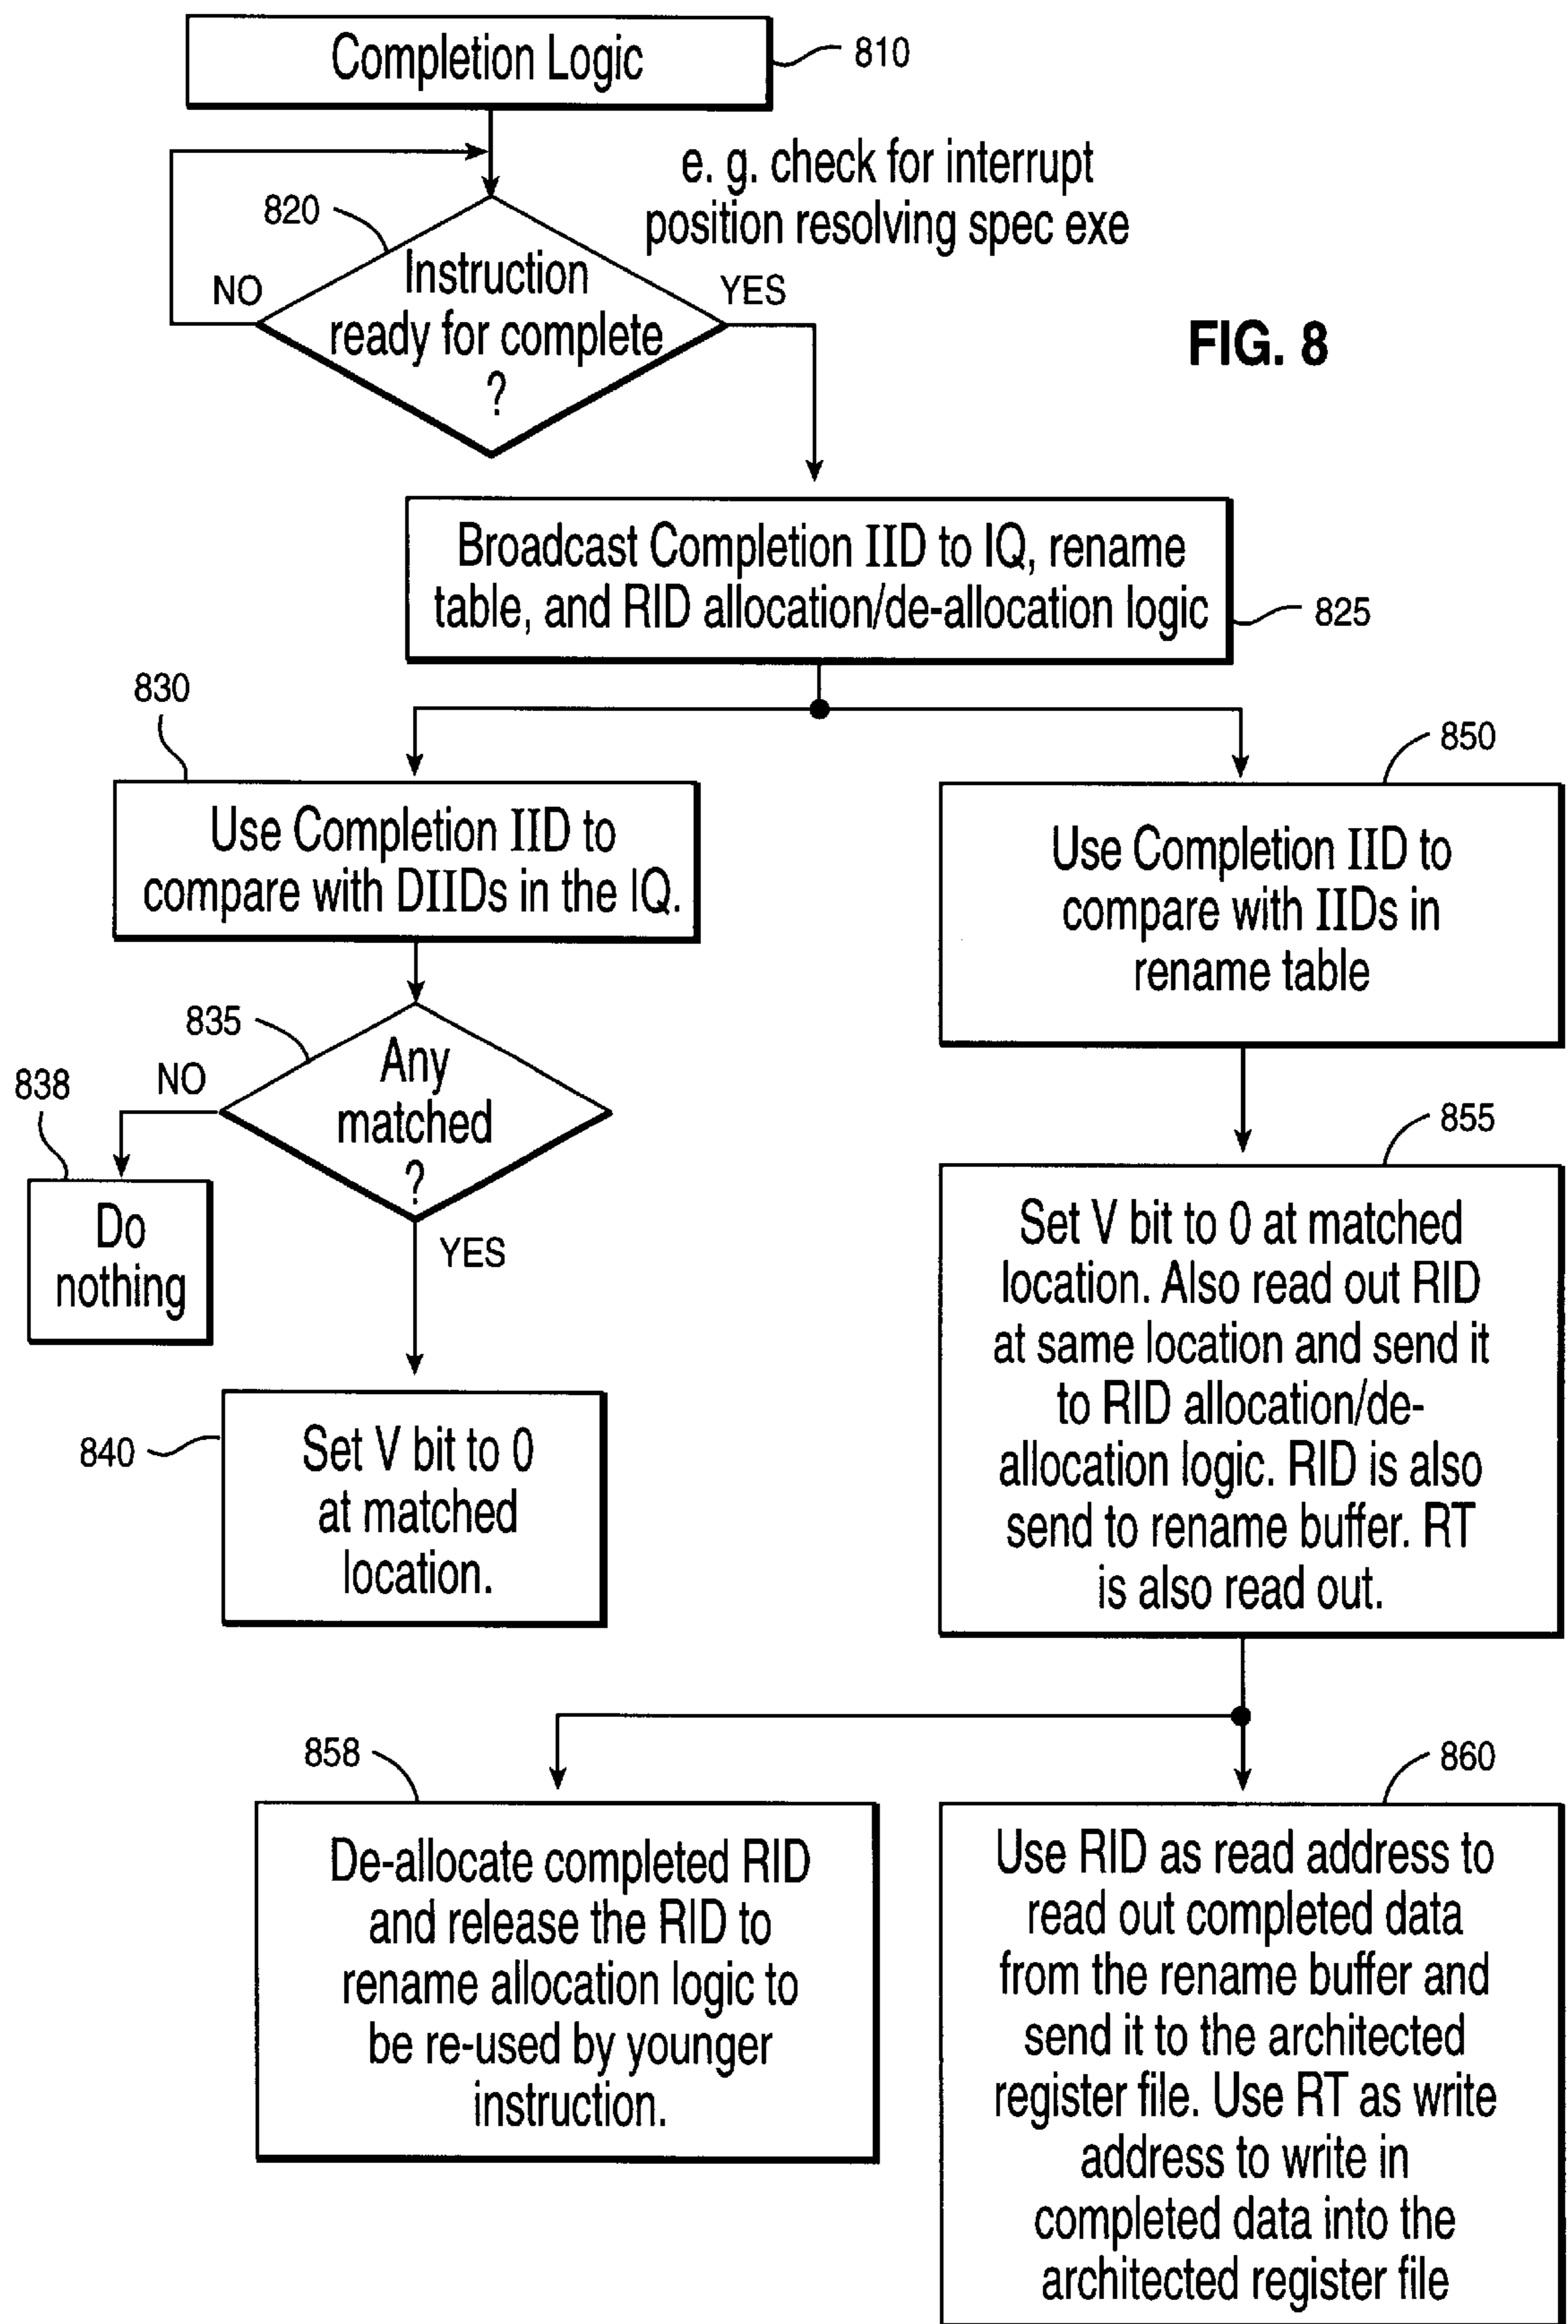 Completion Logic
810
e. g. check for interrupt
position resolving spec exe
820
NO
Instruction
ready for complete
?
YES
FIG. 8
Broadcast Completion IID to IQ, rename
table, and RID allocation/de-allocation logic
825
830
Use Completion IID to
compare with DIIDs in the IQ.
850
Use Completion IID to
compare with IIDs in
rename table
835
Any
matched
?
NO
838
Do
nothing
YES
840
Set V bit to 0
at matched
location.
855
Set V bit to 0 at matched
location. Also read out RID
at same location and send it
to RID allocation/de-
allocation logic. RID is also
send to rename buffer. RT
is also read out.
858
De-allocate completed RID
and release the RID to
rename allocation logic to
be re-used by younger
instruction.
860
Use RID as read address to
read out completed data
from the rename buffer and
send it to the architected
register file. Use RT as write
address to write in
completed data into the
architected register file